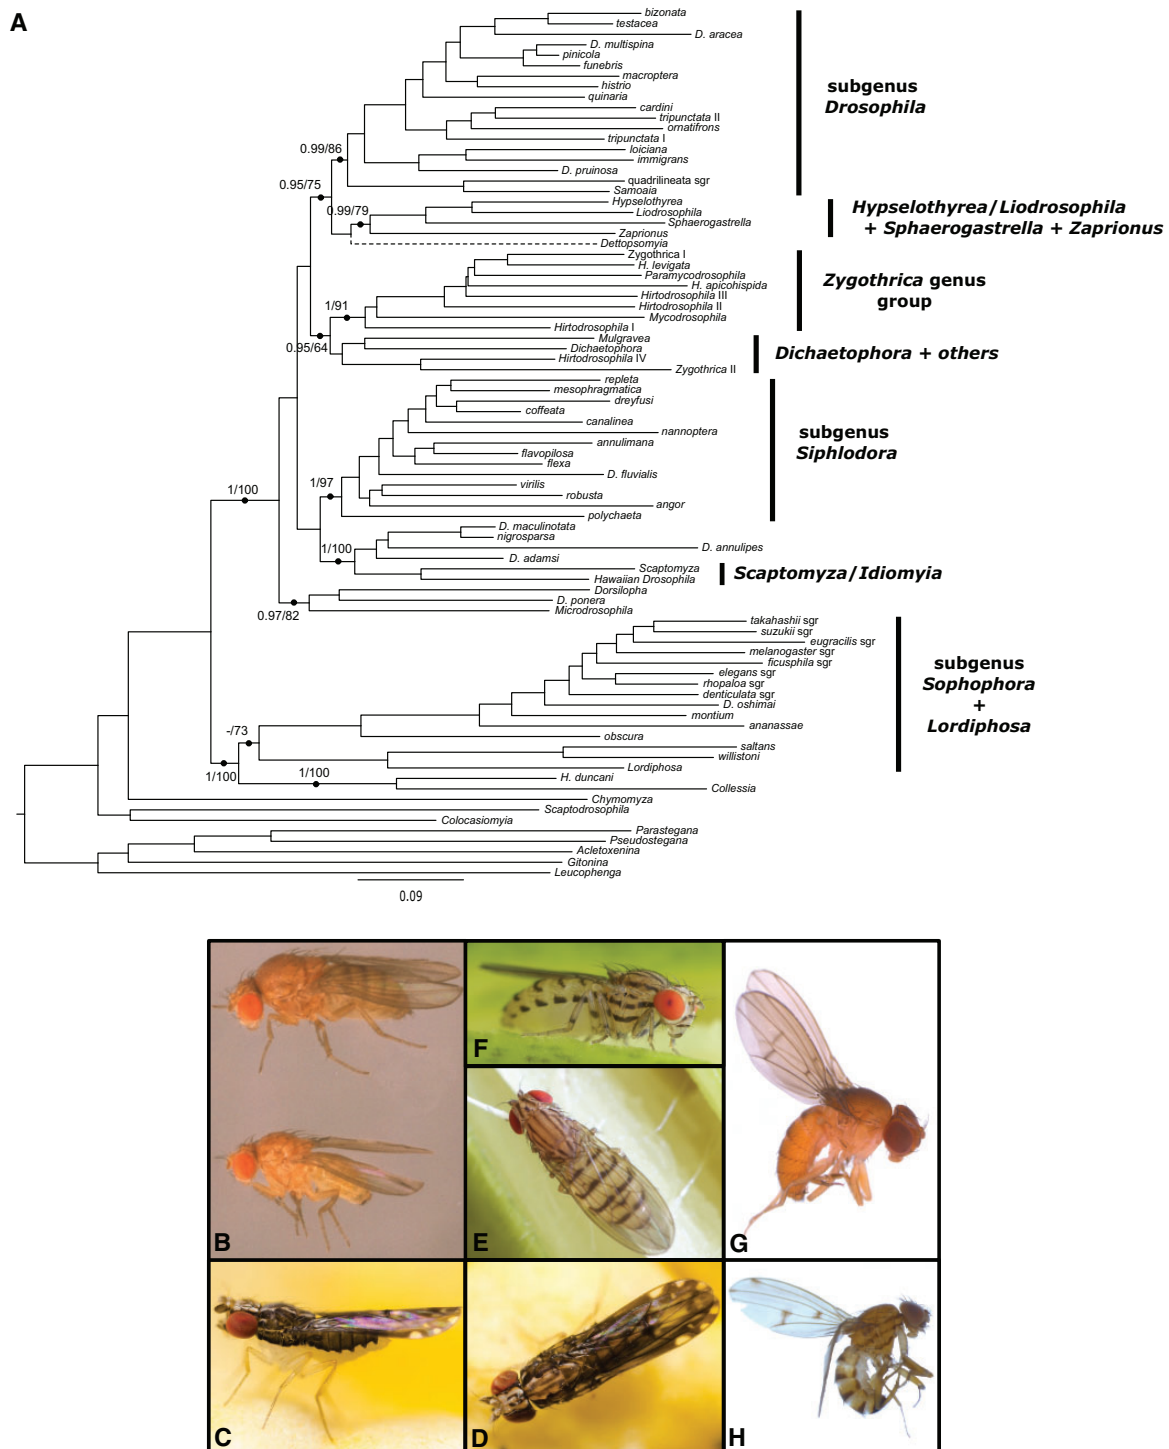 A
bizonata
testacea
D. aracea
D. multispina
pinicola
funebris
macroptera
histrio
quinaria
cardini
tripunctata II
ornatifrons
tripunctata I
loiciana
immigrans
D. pruinosa
quadrilineata sgr
Samoaia
Hypselothyrea
Liodrosophila
Sphaerogastrella
Zaprionus
Dettopsomyia
Zygothrica I
H. levigata
Paramycodrosophila
H. apicohispida
Hirtodrosophila III
Hirtodrosophila II
Mycodrosophila
Hirtodrosophila I
Mulgravea
Dichaetophora
Hirtodrosophila IV
Zygothrica II
repleta
mesophragmatica
dreyfusi
coffeata
canalinea
nannoptera
annulimana
flavopilosa
flexa
D. fluvialis
virilis
robusta
angor
polychaeta
D. maculinotata
nigrosparsa
D. annulipes
D. adamsi
Scaptomyza
Hawaiian Drosophila
Dorsilopha
D. ponera
Microdrosophila
takahashii sgr
suzukii sgr
eugracilis sgr
melanogaster sgr
ficusphila sgr
elegans sgr
rhopaloa sgr
denticulata sgr
D. oshimai
montium
ananassae
obscura
saltans
willistoni
Lordiphosa
H. duncani
Collessia
Chymomyza
Scaptodrosophila
Colocasiomyia
Parastegana
Pseudostegana
Acletoxenina
Gitonina
Leucophenga
0.99/86
0.95/75
0.99/79
1/91
0.95/64
1/97
1/100
1/100
0.97/82
-/73
1/100
1/100
0.09
subgenus
Drosophila
Hypselothyrea/Liodrosophila
+ Sphaerogastrella + Zaprionus
Zygothrica genus
group
Dichaetophora + others
subgenus
Siphlodora
Scaptomyza/Idiomyia
subgenus
Sophophora
+
Lordiphosa
B
F
E
G
C
D
H